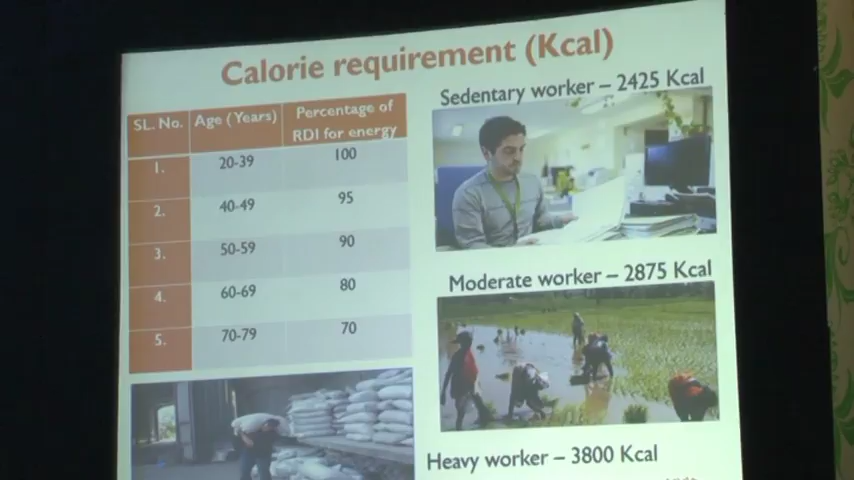 Calorie requirement (Kcal)
SL. No. Age (Years) Percentage of RDI for energy
1. 20-39 100
2. 40-49 95
3. 50-59 90
4. 60-69 80
5. 70-79 70
Sedentary worker – 2425 Kcal
Moderate worker – 2875 Kcal
Heavy worker – 3800 Kcal